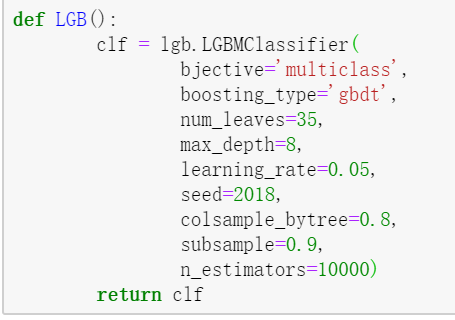 def LGB():
        clf = lgb.LGBMClassifier(
                bjective='multiclass',
                boosting_type='gbdt',
                num_leaves=35,
                max_depth=8,
                learning_rate=0.05,
                seed=2018,
                colsample_bytree=0.8,
                subsample=0.9,
                n_estimators=10000)
        return clf